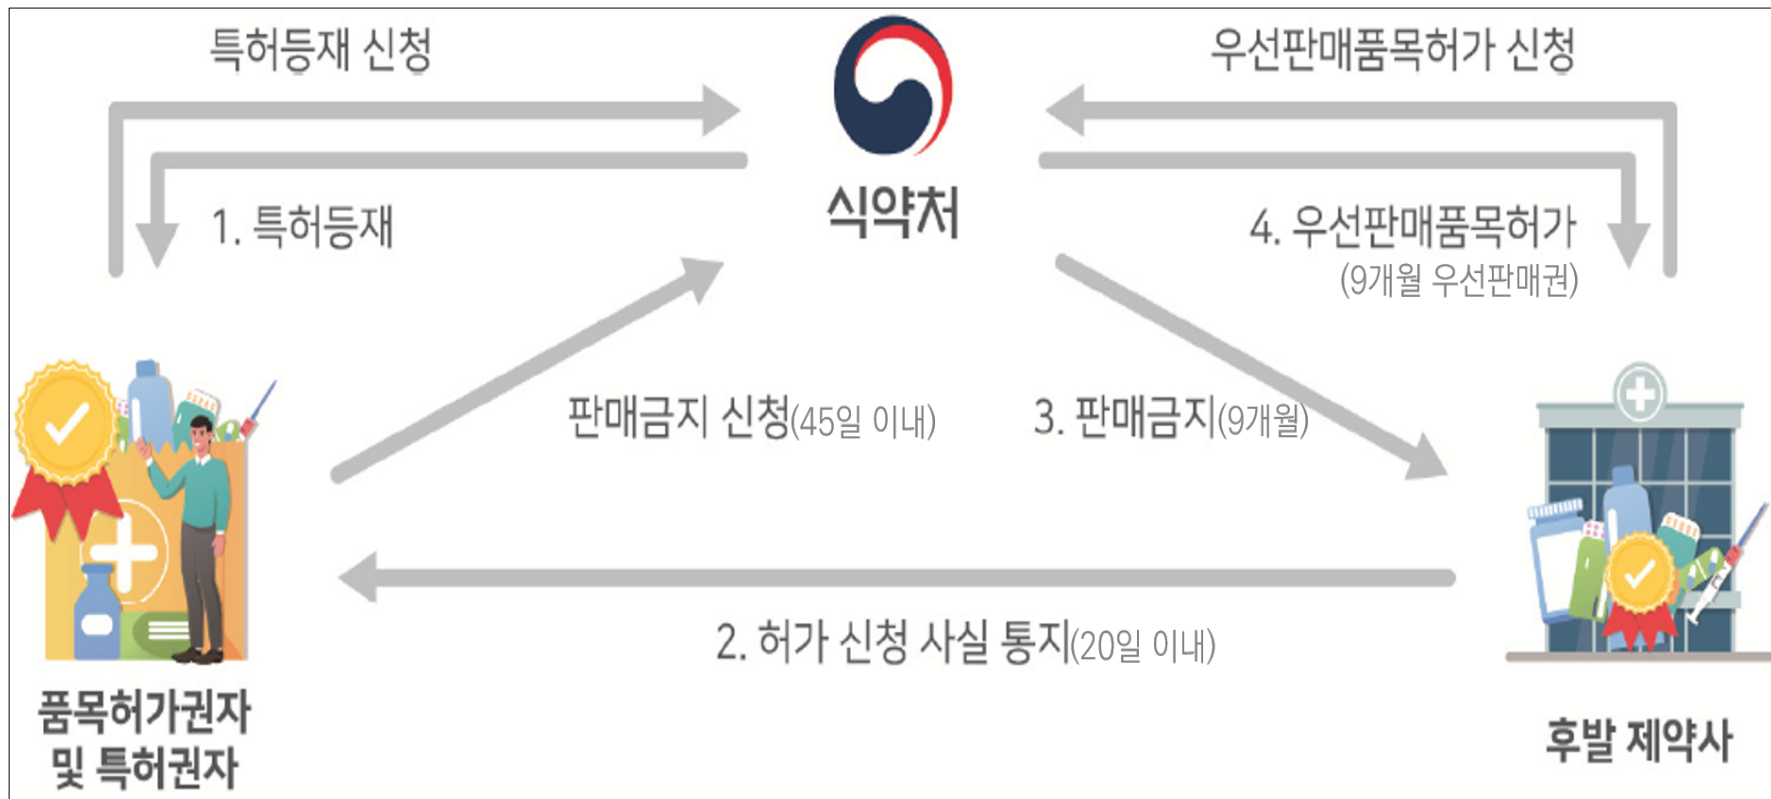 특허등재 신청
우선판매품목허가 신청
식약처
1. 특허등재
4. 우선판매품목허가
(9개월 우선판매권)
판매금지 신청(45일 이내)
3. 판매금지(9개월)
2. 허가 신청 사실 통지(20일 이내)
품목허가권자
및 특허권자
후발 제약사